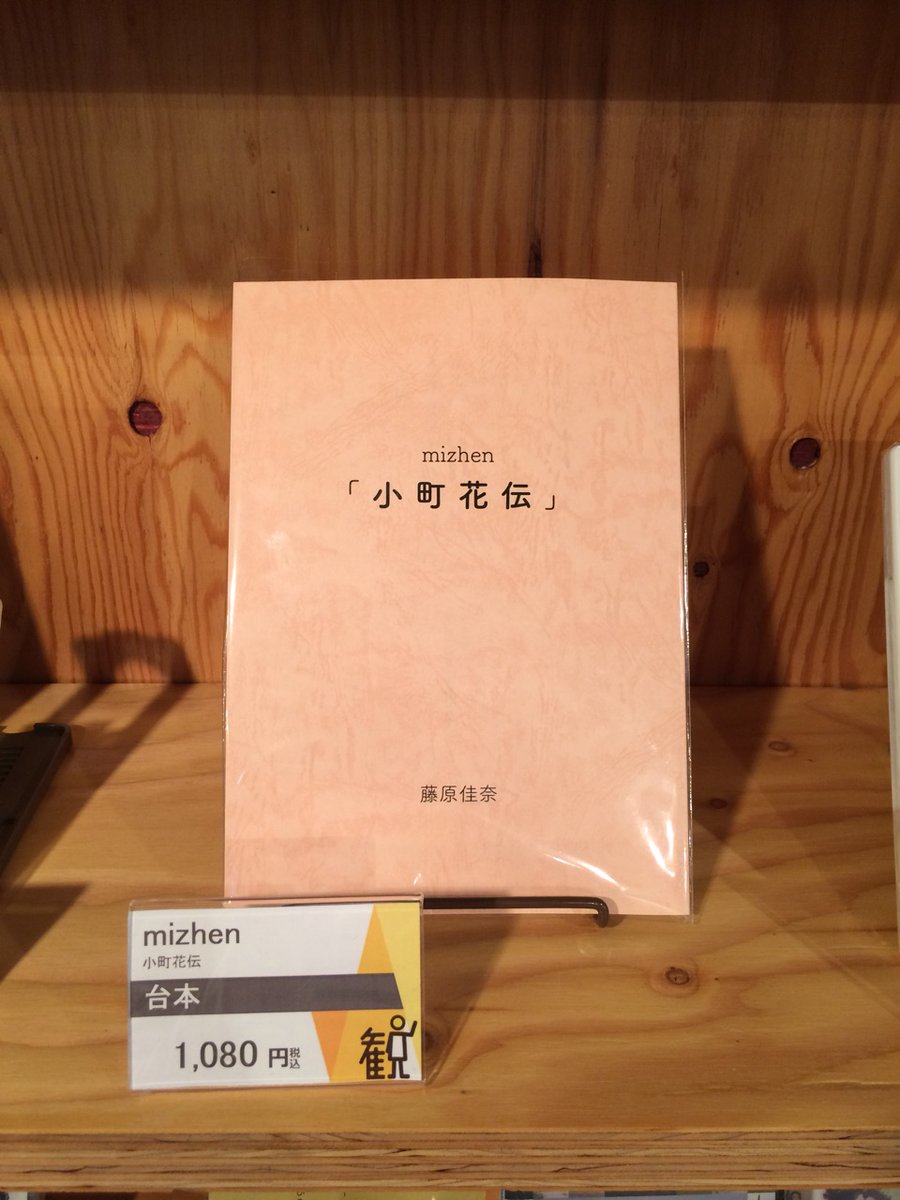 mizhen
「小町花伝」
藤原佳奈
mizhen
小町花伝
台本
1,080 円税込
観